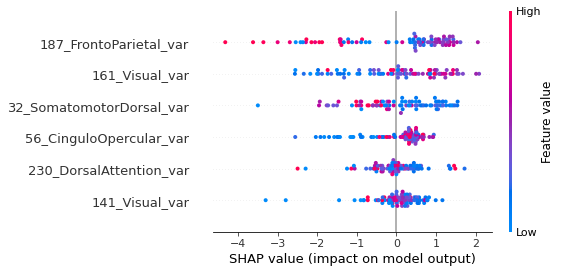 High
187_FrontoParietal_var
161_Visual_var
32_SomatomotorDorsal_var
56_CinguloOpercular_var
230_DorsalAttention_var
141_Visual_var
Feature value
Low
−4 −3 −2 −1 0 1 2
SHAP value (impact on model output)